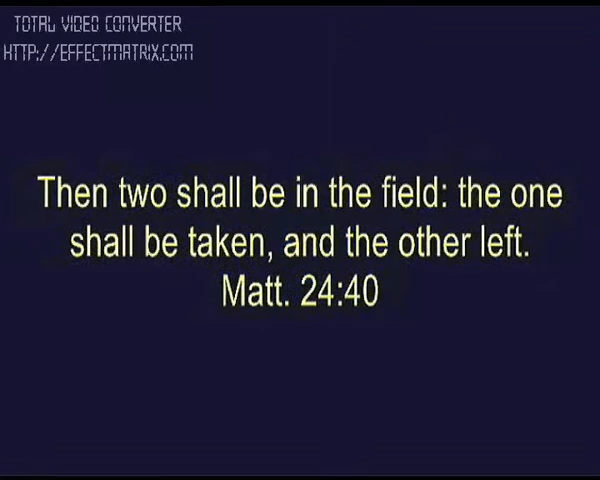 TOTAL VIDEO CONVERTER
HTTP://EFFECTMATRIX.COM
Then two shall be in the field: the one
shall be taken, and the other left.
Matt. 24:40